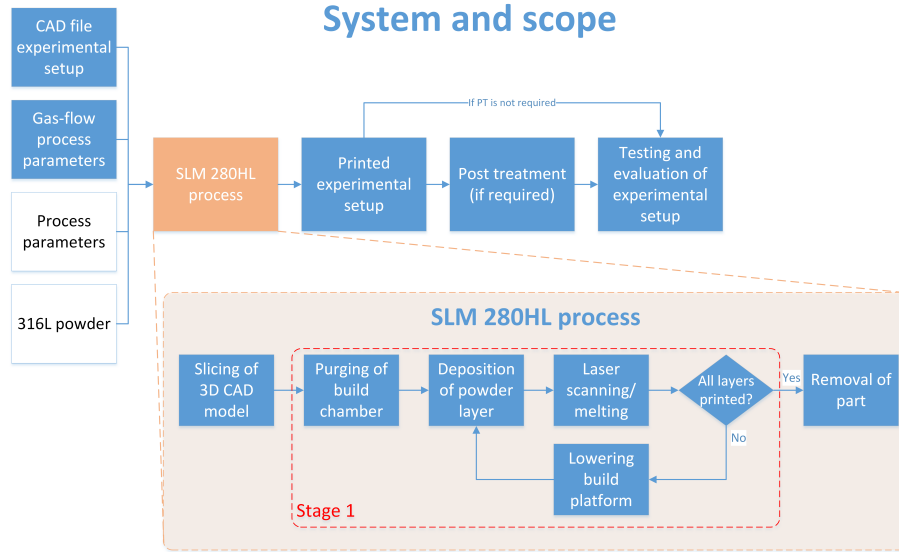 System and scope
CAD file
experimental
setup
Gas-flow
process
parameters
Process
parameters
316L powder
SLM 280HL
process
If PT is not required
Printed
experimental
setup
Post treatment
(if required)
Testing and
evaluation of
experimental
setup
SLM 280HL process
Slicing of
3D CAD
model
Purging of
build
chamber
Deposition
of powder
layer
Laser
scanning/
melting
All layers
printed?
Yes
Removal of
part
No
Lowering
build
platform
Stage 1